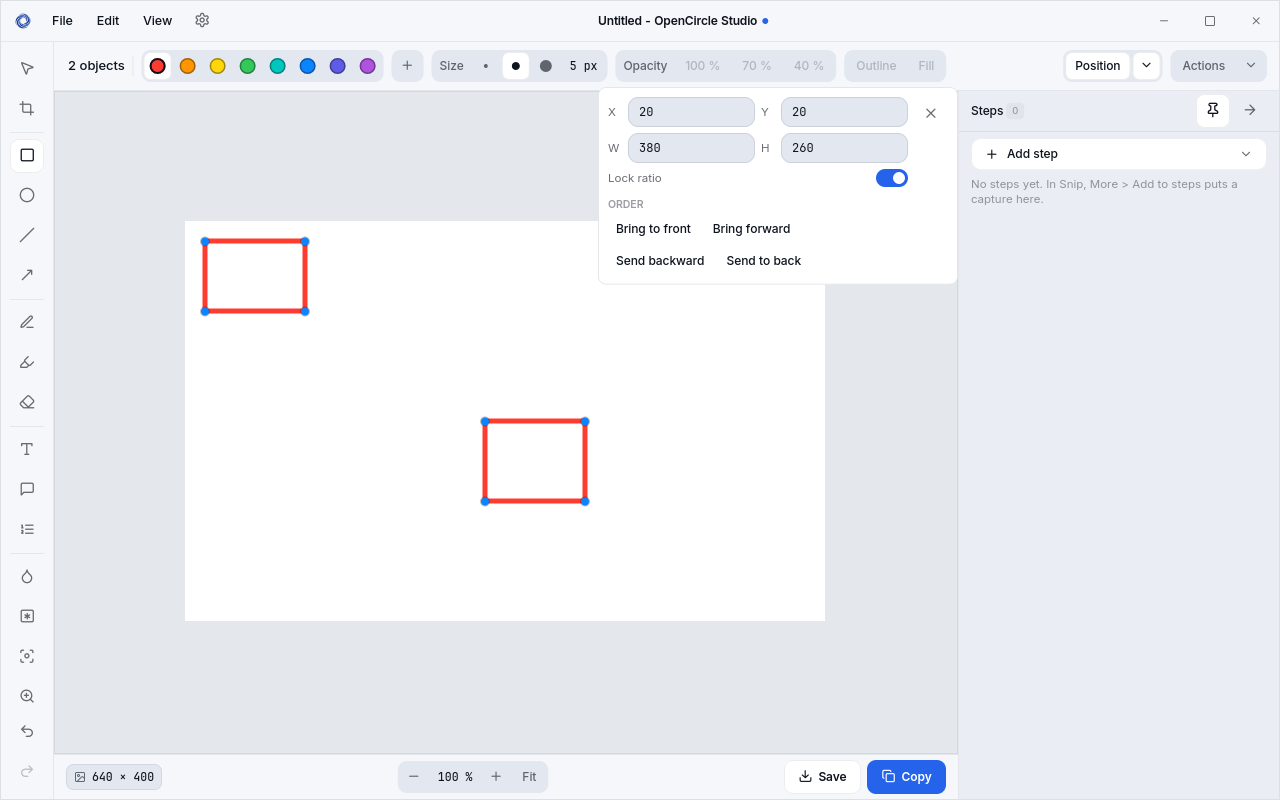 File Edit View Untitled - OpenCircle Studio
2 objects Size 5 px Opacity 100 % 70 % 40 % Outline Fill Position Actions
X 20 Y 20
W 380 H 260
Lock ratio
ORDER
Bring to front Bring forward
Send backward Send to back
Steps 0
Add step
No steps yet. In Snip, More > Add to steps puts a
capture here.
640 × 400 100 % Fit Save Copy